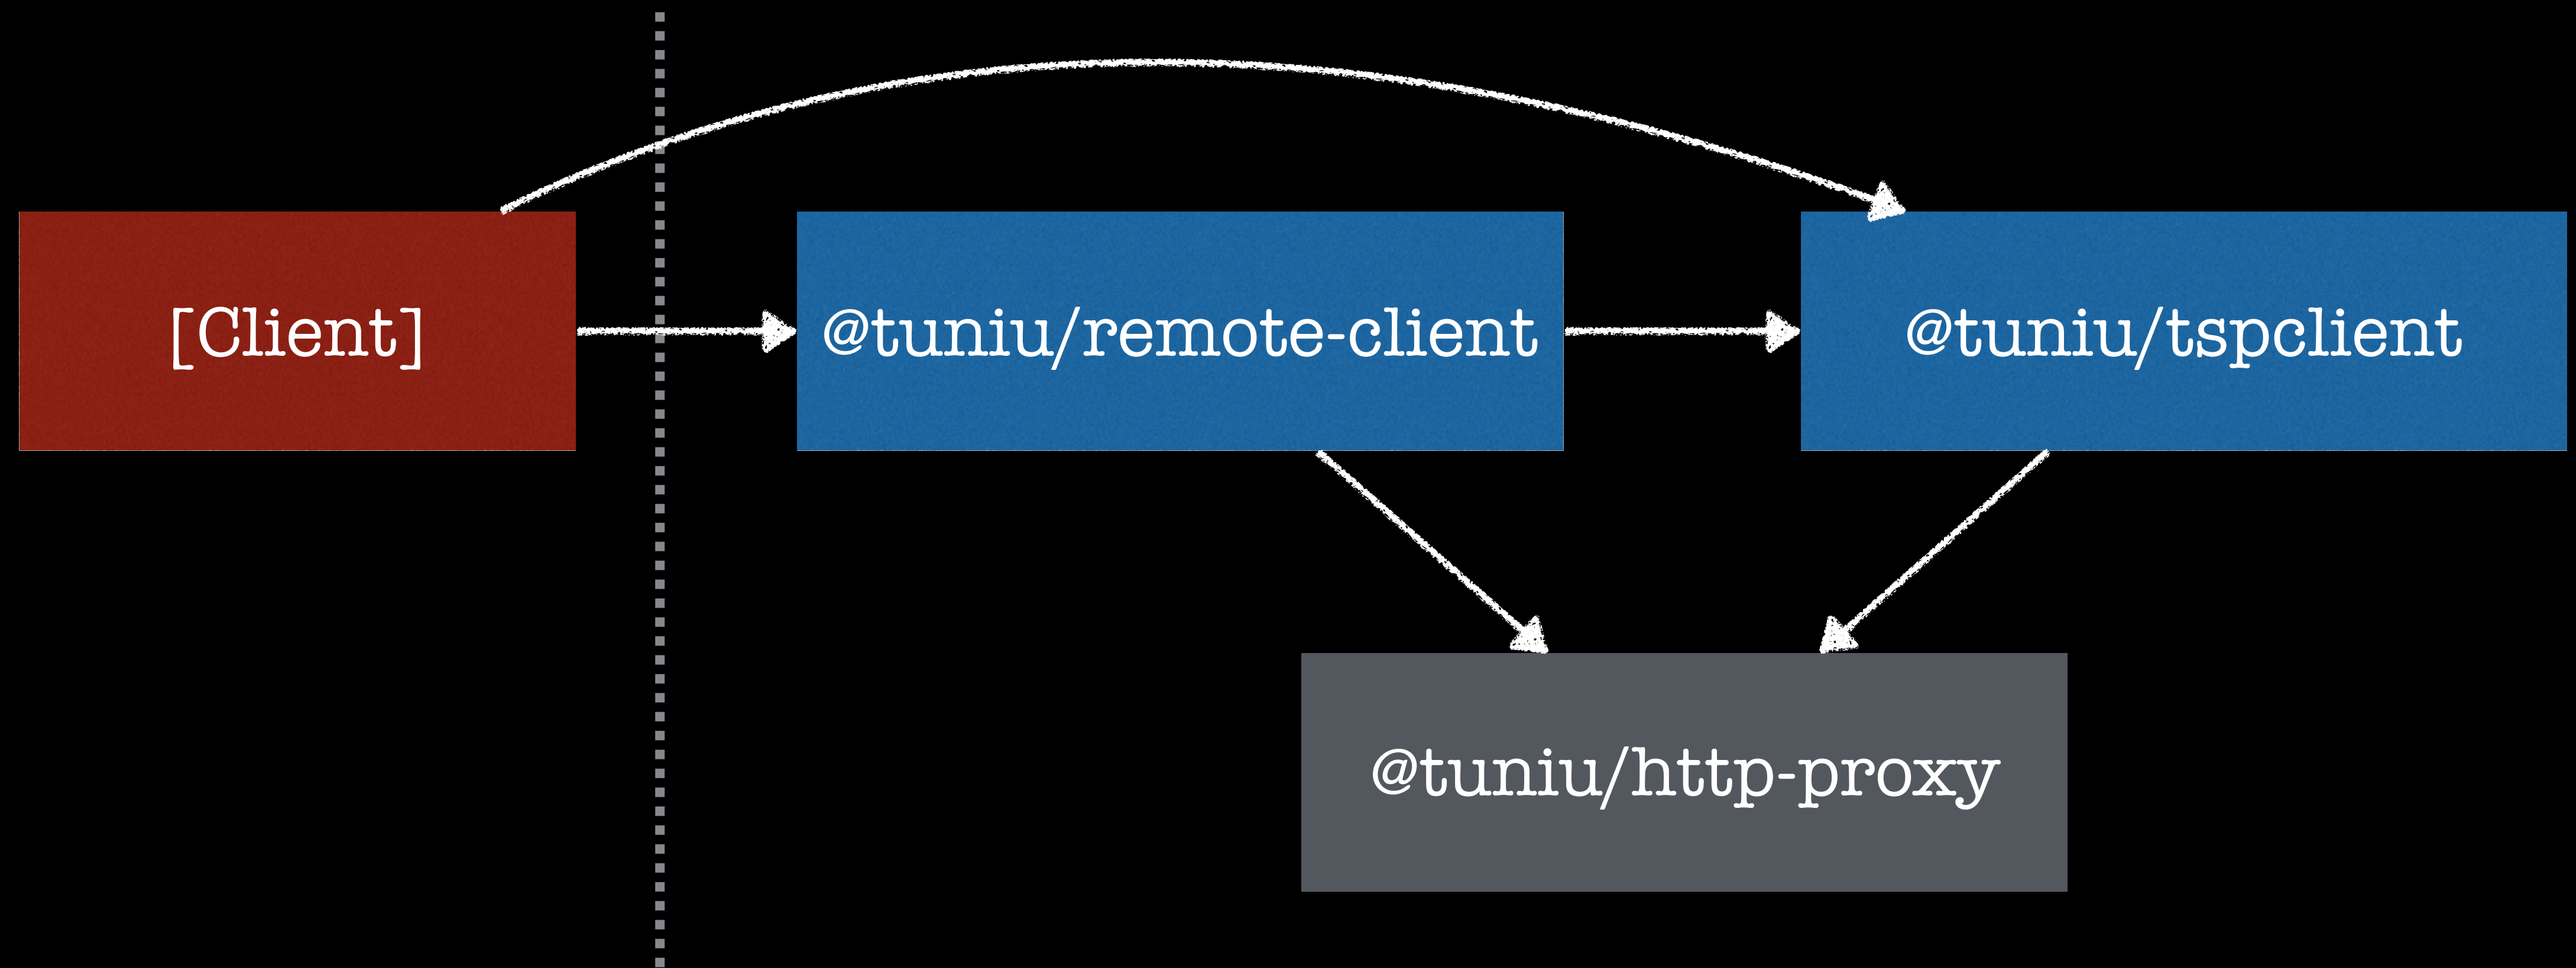 [Client]
@tuniu/remote-client
@tuniu/tspclient
@tuniu/http-proxy